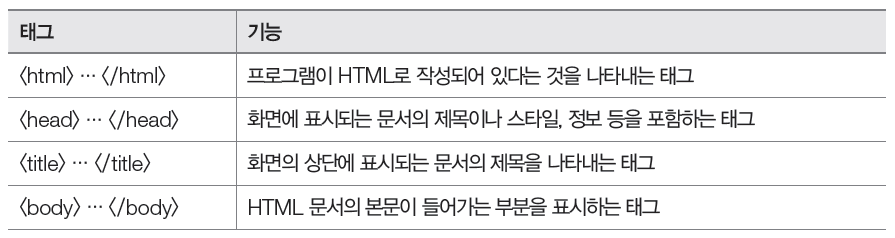 태그 기능
〈html〉 … 〈/html〉 프로그램이 HTML로 작성되어 있다는 것을 나타내는 태그
〈head〉 … 〈/head〉 화면에 표시되는 문서의 제목이나 스타일, 정보 등을 포함하는 태그
〈title〉 … 〈/title〉 화면의 상단에 표시되는 문서의 제목을 나타내는 태그
〈body〉 … 〈/body〉 HTML 문서의 본문이 들어가는 부분을 표시하는 태그